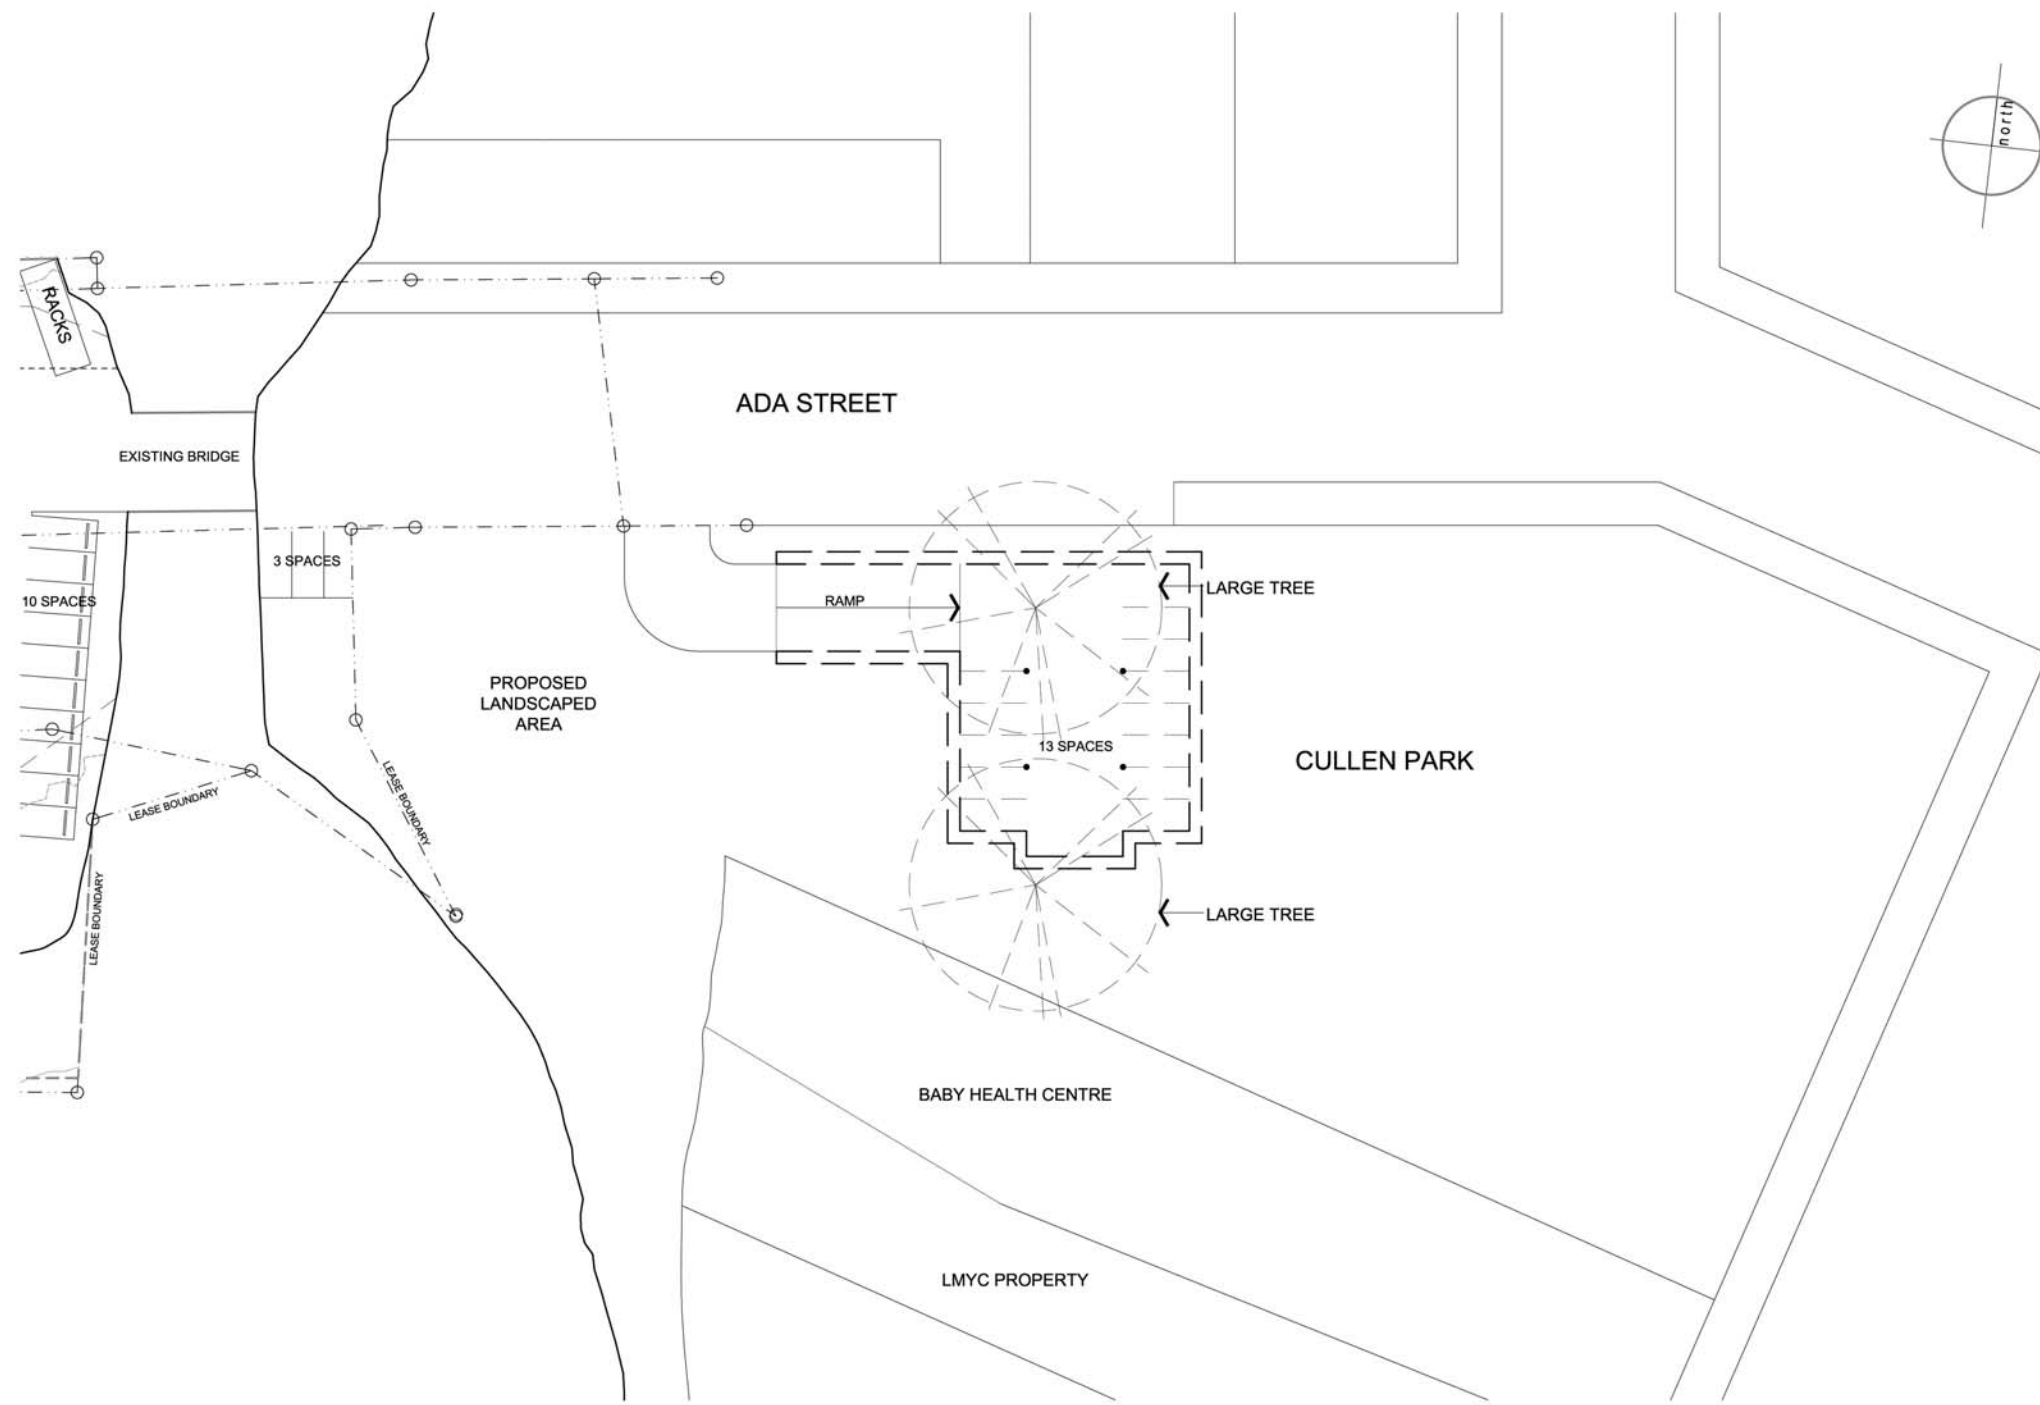 north
RACKS
ADA STREET
EXISTING BRIDGE
3 SPACES
10 SPACES
RAMP
LARGE TREE
PROPOSED
LANDSCAPED
AREA
13 SPACES
CULLEN PARK
LEASE BOUNDARY
LEASE BOUNDARY
LEASE BOUNDARY
LARGE TREE
BABY HEALTH CENTRE
LMYC PROPERTY